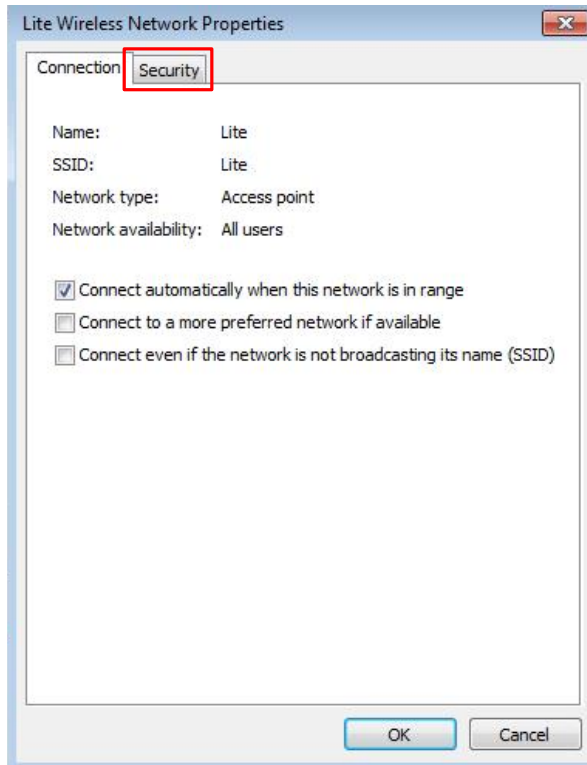 Lite Wireless Network Properties
Connection Security
Name: Lite
SSID: Lite
Network type: Access point
Network availability: All users
Connect automatically when this network is in range
Connect to a more preferred network if available
Connect even if the network is not broadcasting its name (SSID)
OK Cancel